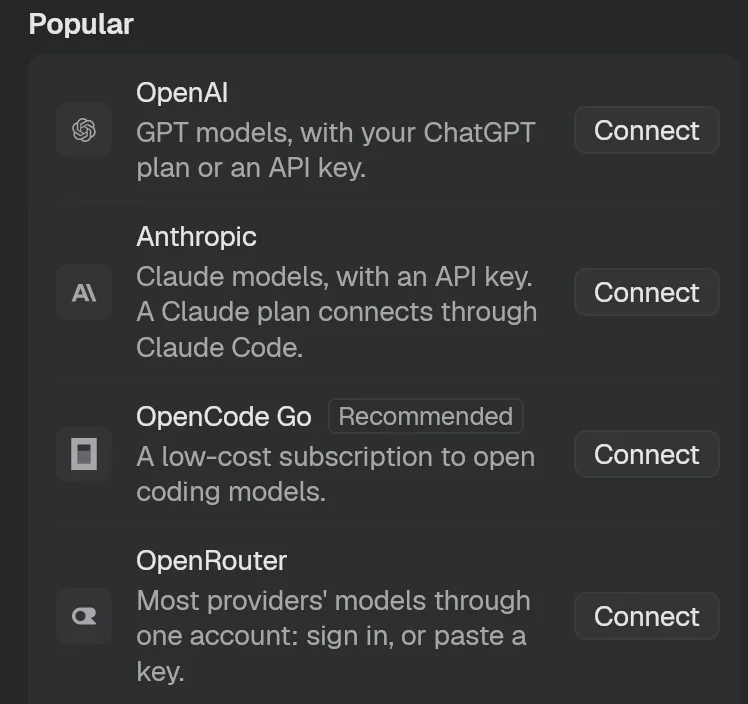 Popular
OpenAI
GPT models, with your ChatGPT
plan or an API key.
Connect
Anthropic
Claude models, with an API key.
A Claude plan connects through
Claude Code.
Connect
OpenCode Go
Recommended
A low-cost subscription to open
coding models.
Connect
OpenRouter
Most providers' models through
one account: sign in, or paste a
key.
Connect